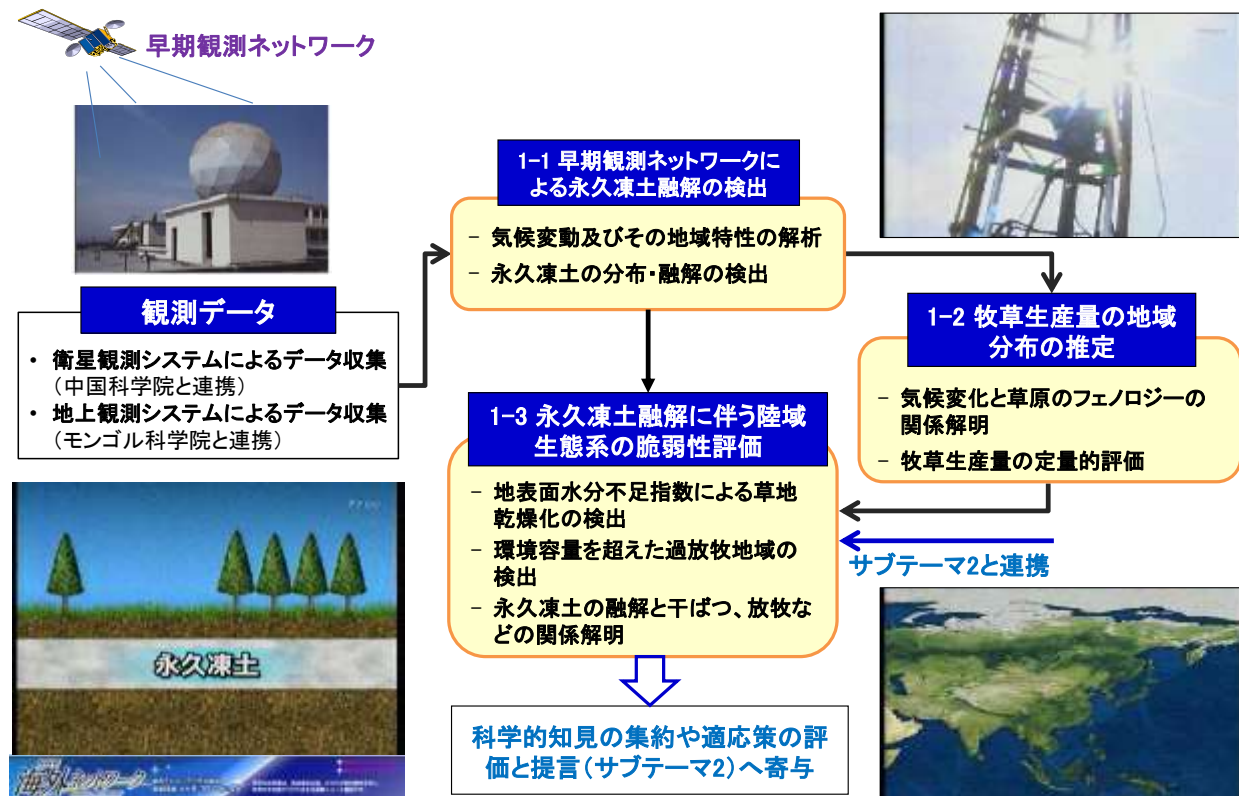 早期観測ネットワーク
観測データ
・ 衛星観測システムによるデータ収集
（中国科学院と連携）
・ 地上観測システムによるデータ収集
（モンゴル科学院と連携）
1-1 早期観測ネットワークに
よる永久凍土融解の検出
- 気候変動及びその地域特性の解析
- 永久凍土の分布・融解の検出
1-2 牧草生産量の地域
分布の推定
- 気候変化と草原のフェノロジーの
関係解明
- 牧草生産量の定量的評価
1-3 永久凍土融解に伴う陸域
生態系の脆弱性評価
- 地表面水分不足指数による草地
乾燥化の検出
- 環境容量を超えた過放牧地域の
検出
- 永久凍土の融解と干ばつ、放牧な
どの関係解明
サブテーマ2と連携
科学的知見の集約や適応策の評
価と提言（サブテーマ2）へ寄与
永久凍土
海外ネットワーク